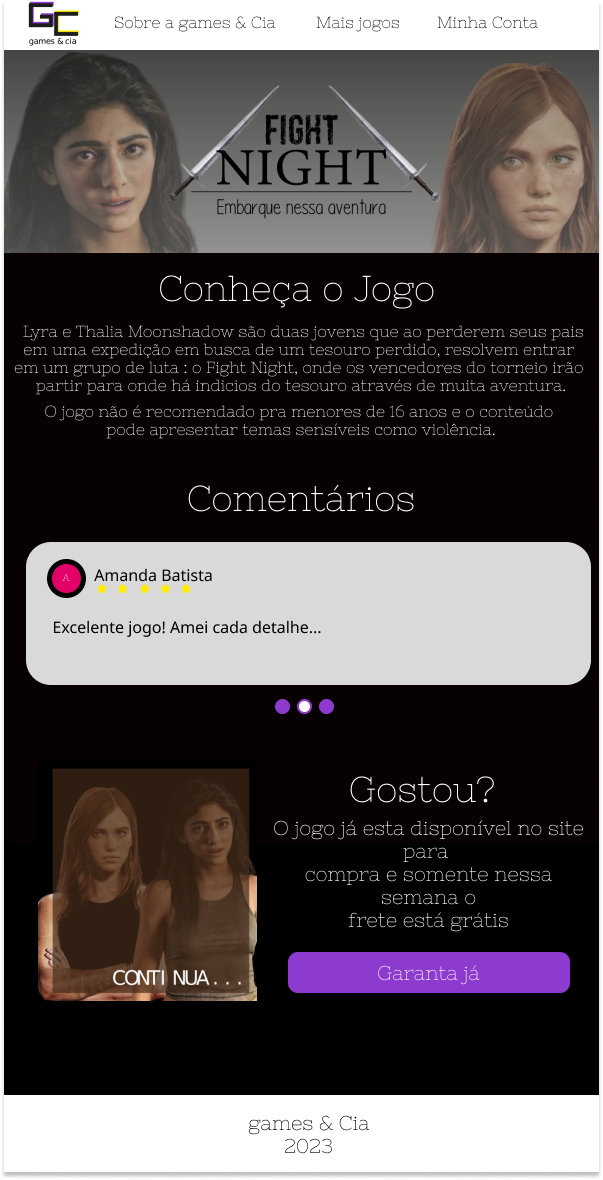 GC
games & cia
Sobre a games & Cia Mais jogos Minha Conta
FIGHT
NIGHT
Embarque nessa aventura
Conheça o Jogo
Lyra e Thalia Moonshadow são duas jovens que ao perderem seus pais
em uma expedição em busca de um tesouro perdido, resolvem entrar
em um grupo de luta : o Fight Night, onde os vencedores do torneio irão
partir para onde há indicios do tesouro através de muita aventura.
O jogo não é recomendado pra menores de 16 anos e o conteúdo
pode apresentar temas sensíveis como violência.
Comentários
A
Amanda Batista
Excelente jogo! Amei cada detalhe...
CONTI NUA...
Gostou?
O jogo já esta disponível no site
para
compra e somente nessa
semana o
frete está grátis
Garanta já
games & Cia
2023